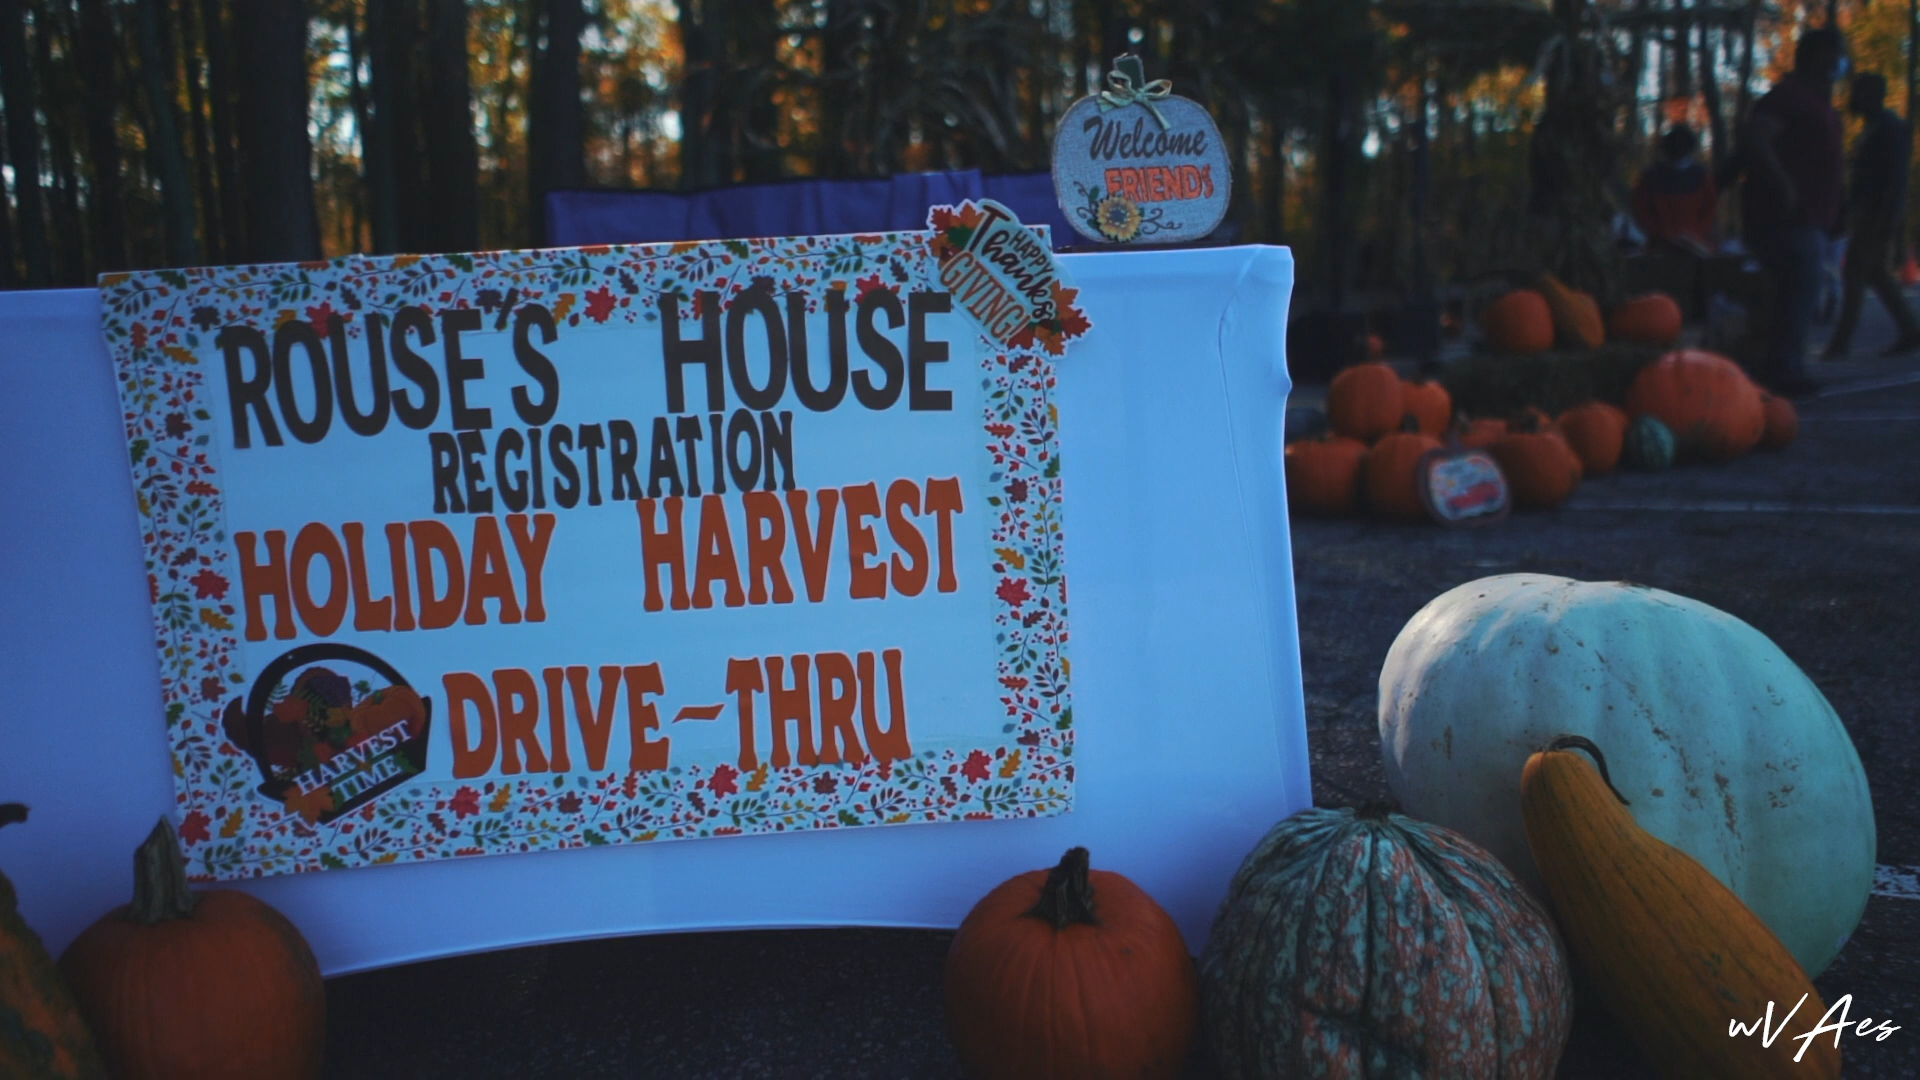 Welcome
FRIENDS
HAPPY
Thanks
GIVING!
ROUSE'S HOUSE
REGISTRATION
HOLIDAY HARVEST
DRIVE-THRU
HARVEST
TIME
wVAes